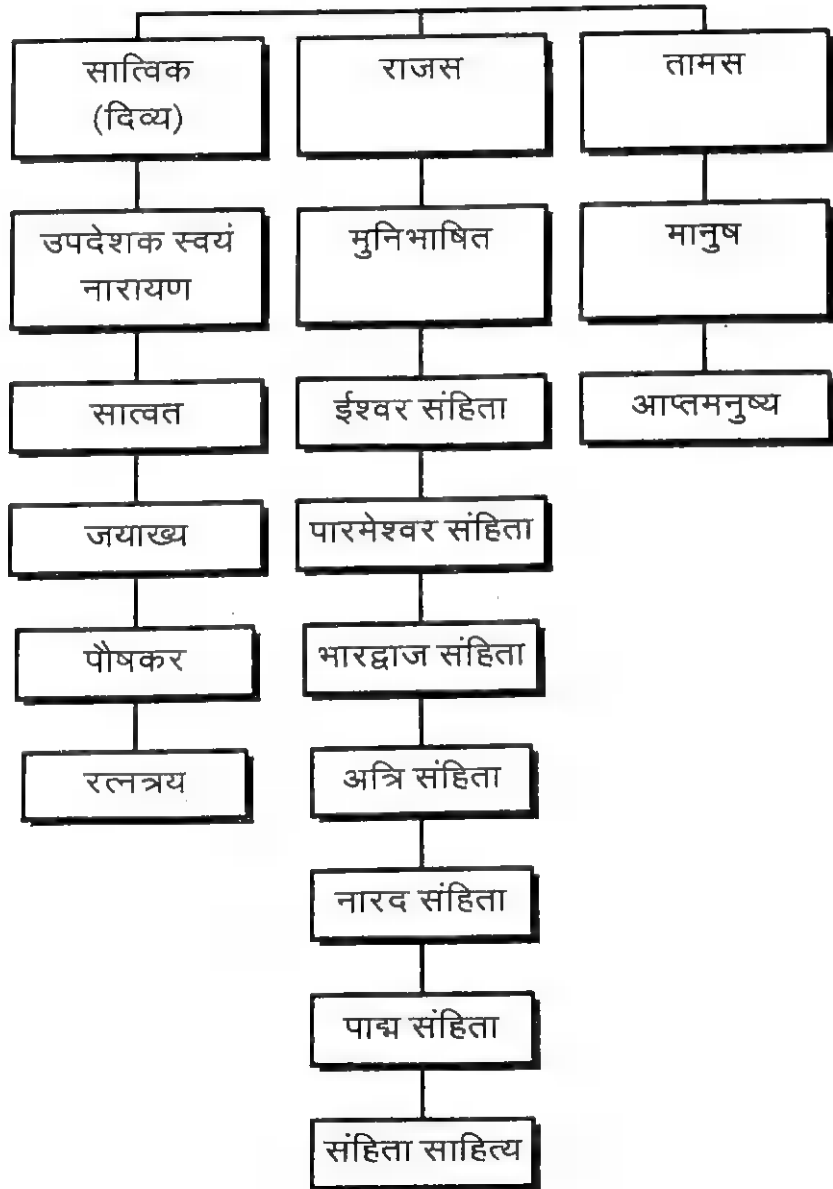 सात्विक
(दिव्य)
राजस
तामस
उपदेशक स्वयं
नारायण
मुनिभाषित
मानुष
सात्वत
ईश्वर संहिता
आप्तमनुष्य
जयाख्य
पारमेश्वर संहिता
पौषकर
भारद्वाज संहिता
रत्नत्रय
अत्रि संहिता
नारद संहिता
पाद्म संहिता
संहिता साहित्य